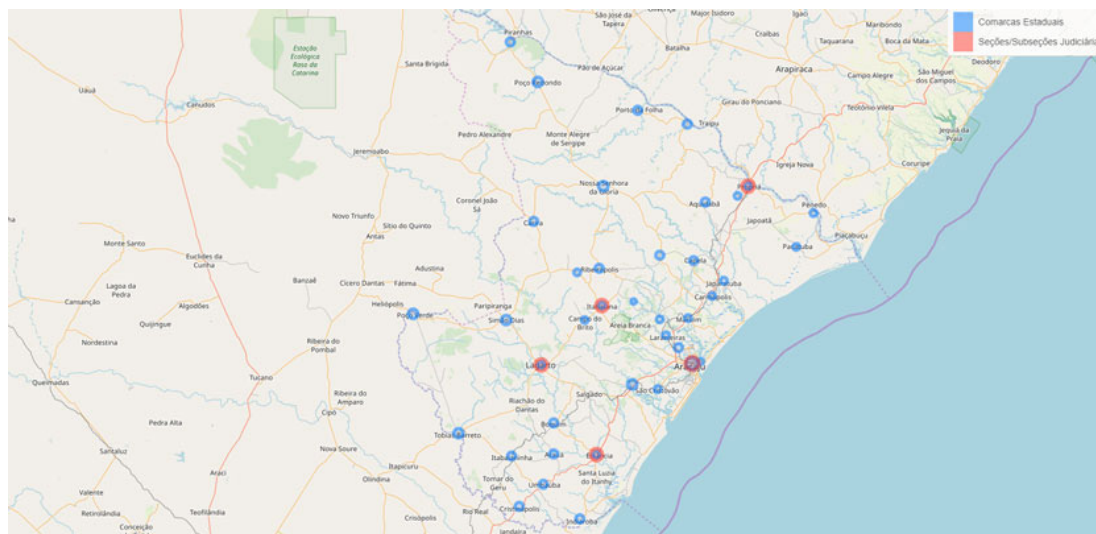 Comarcas Estaduais
Seções/Subseções Judiciária
São José da
Tapera
Major Isidoro
Igaci
Maribondo
Craíbas
Taquarana
Boca da Mata
Piranhas
Batalha
Deodoro
Estação
Ecológica
Raso da
Catarina
Santa Brígida
Pão de Açúcar
Arapiraca
Campo Alegre
São Miguel
dos Campos
Poço Redondo
Uauá
Canudos
Girau do Ponciano
Teotônio Vilela
Porto da Folha
Traipu
Jequiá da
Praia
Pedro Alexandre
Monte Alegre
de Sergipe
Jeremoabo
Igreja Nova
Coruripe
Nossa Senhora
da Glória
Propriá
Coronel João
Sá
Aquidabã
Novo Triunfo
Sítio do Quinto
Carira
Japoatã
Penedo
Antas
Piaçabuçu
Monte Santo
Euclides da
Cunha
Pacatuba
Adustina
Ribeirópolis
Capela
Lagoa da
Pedra
Banzaê
Cícero Dantas
Fátima
Japaratuba
Carmópolis
Cansanção
Algodões
Heliópolis
Paripiranga
Itabaiana
Poço Verde
Simão Dias
Campo do
Brito
Areia Branca
Maruim
Quijingue
Laranjeiras
Nordestina
Ribeira do
Pombal
Lagarto
Aracaju
Queimadas
Tucano
Salgado
São Cristóvão
Ribeira do
Amparo
Riachão do
Dantas
Cipó
Pedra Alta
Boquim
Tobias Barreto
Santaluz
Nova Soure
Itabaianinha
Arauá
Estância
Araci
Itapicuru
Santa Luzia
do Itanhy
Olindina
Tomar do
Geru
Umbaúba
Valente
Retirolândia
Teofilândia
Crisópolis
Rio Real
Cristinápolis
Indiaroba
Conceição
Jandaíra